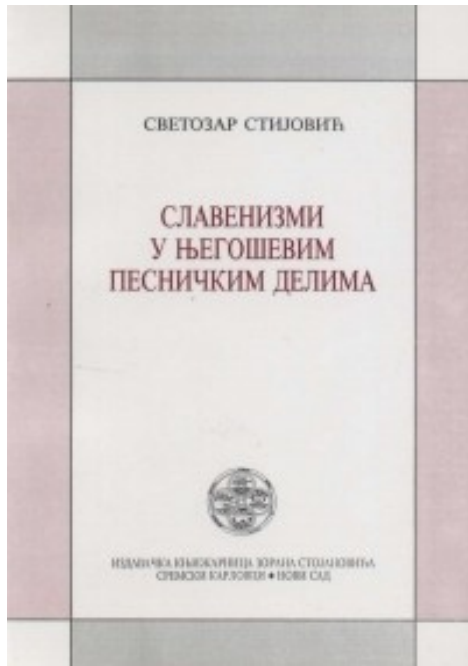 СВЕТОЗАР СТИЈОВИЋ
СЛАВЕНИЗМИ
У ЊЕГОШЕВИМ
ПЕСНИЧКИМ ДЕЛИМА
ИЗДАВАЧКА КЊИЖАРНИЦА ЗОРАНА СТОЈАНОВИЋА
СРЕМСКИ КАРЛОВЦИ ◆ НОВИ САД